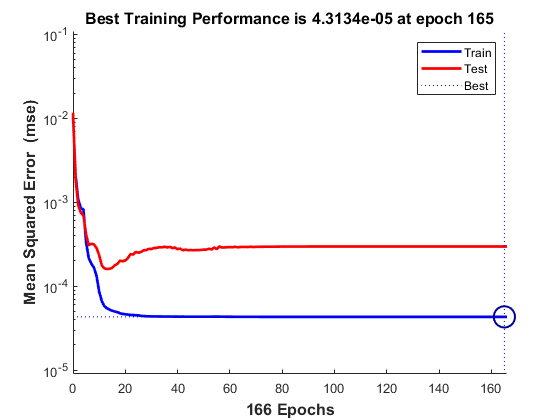 Best Training Performance is 4.3134e-05 at epoch 165
Mean Squared Error (mse)
10^-1
10^-2
10^-3
10^-4
10^-5
Train
Test
Best
0 20 40 60 80 100 120 140 160
166 Epochs